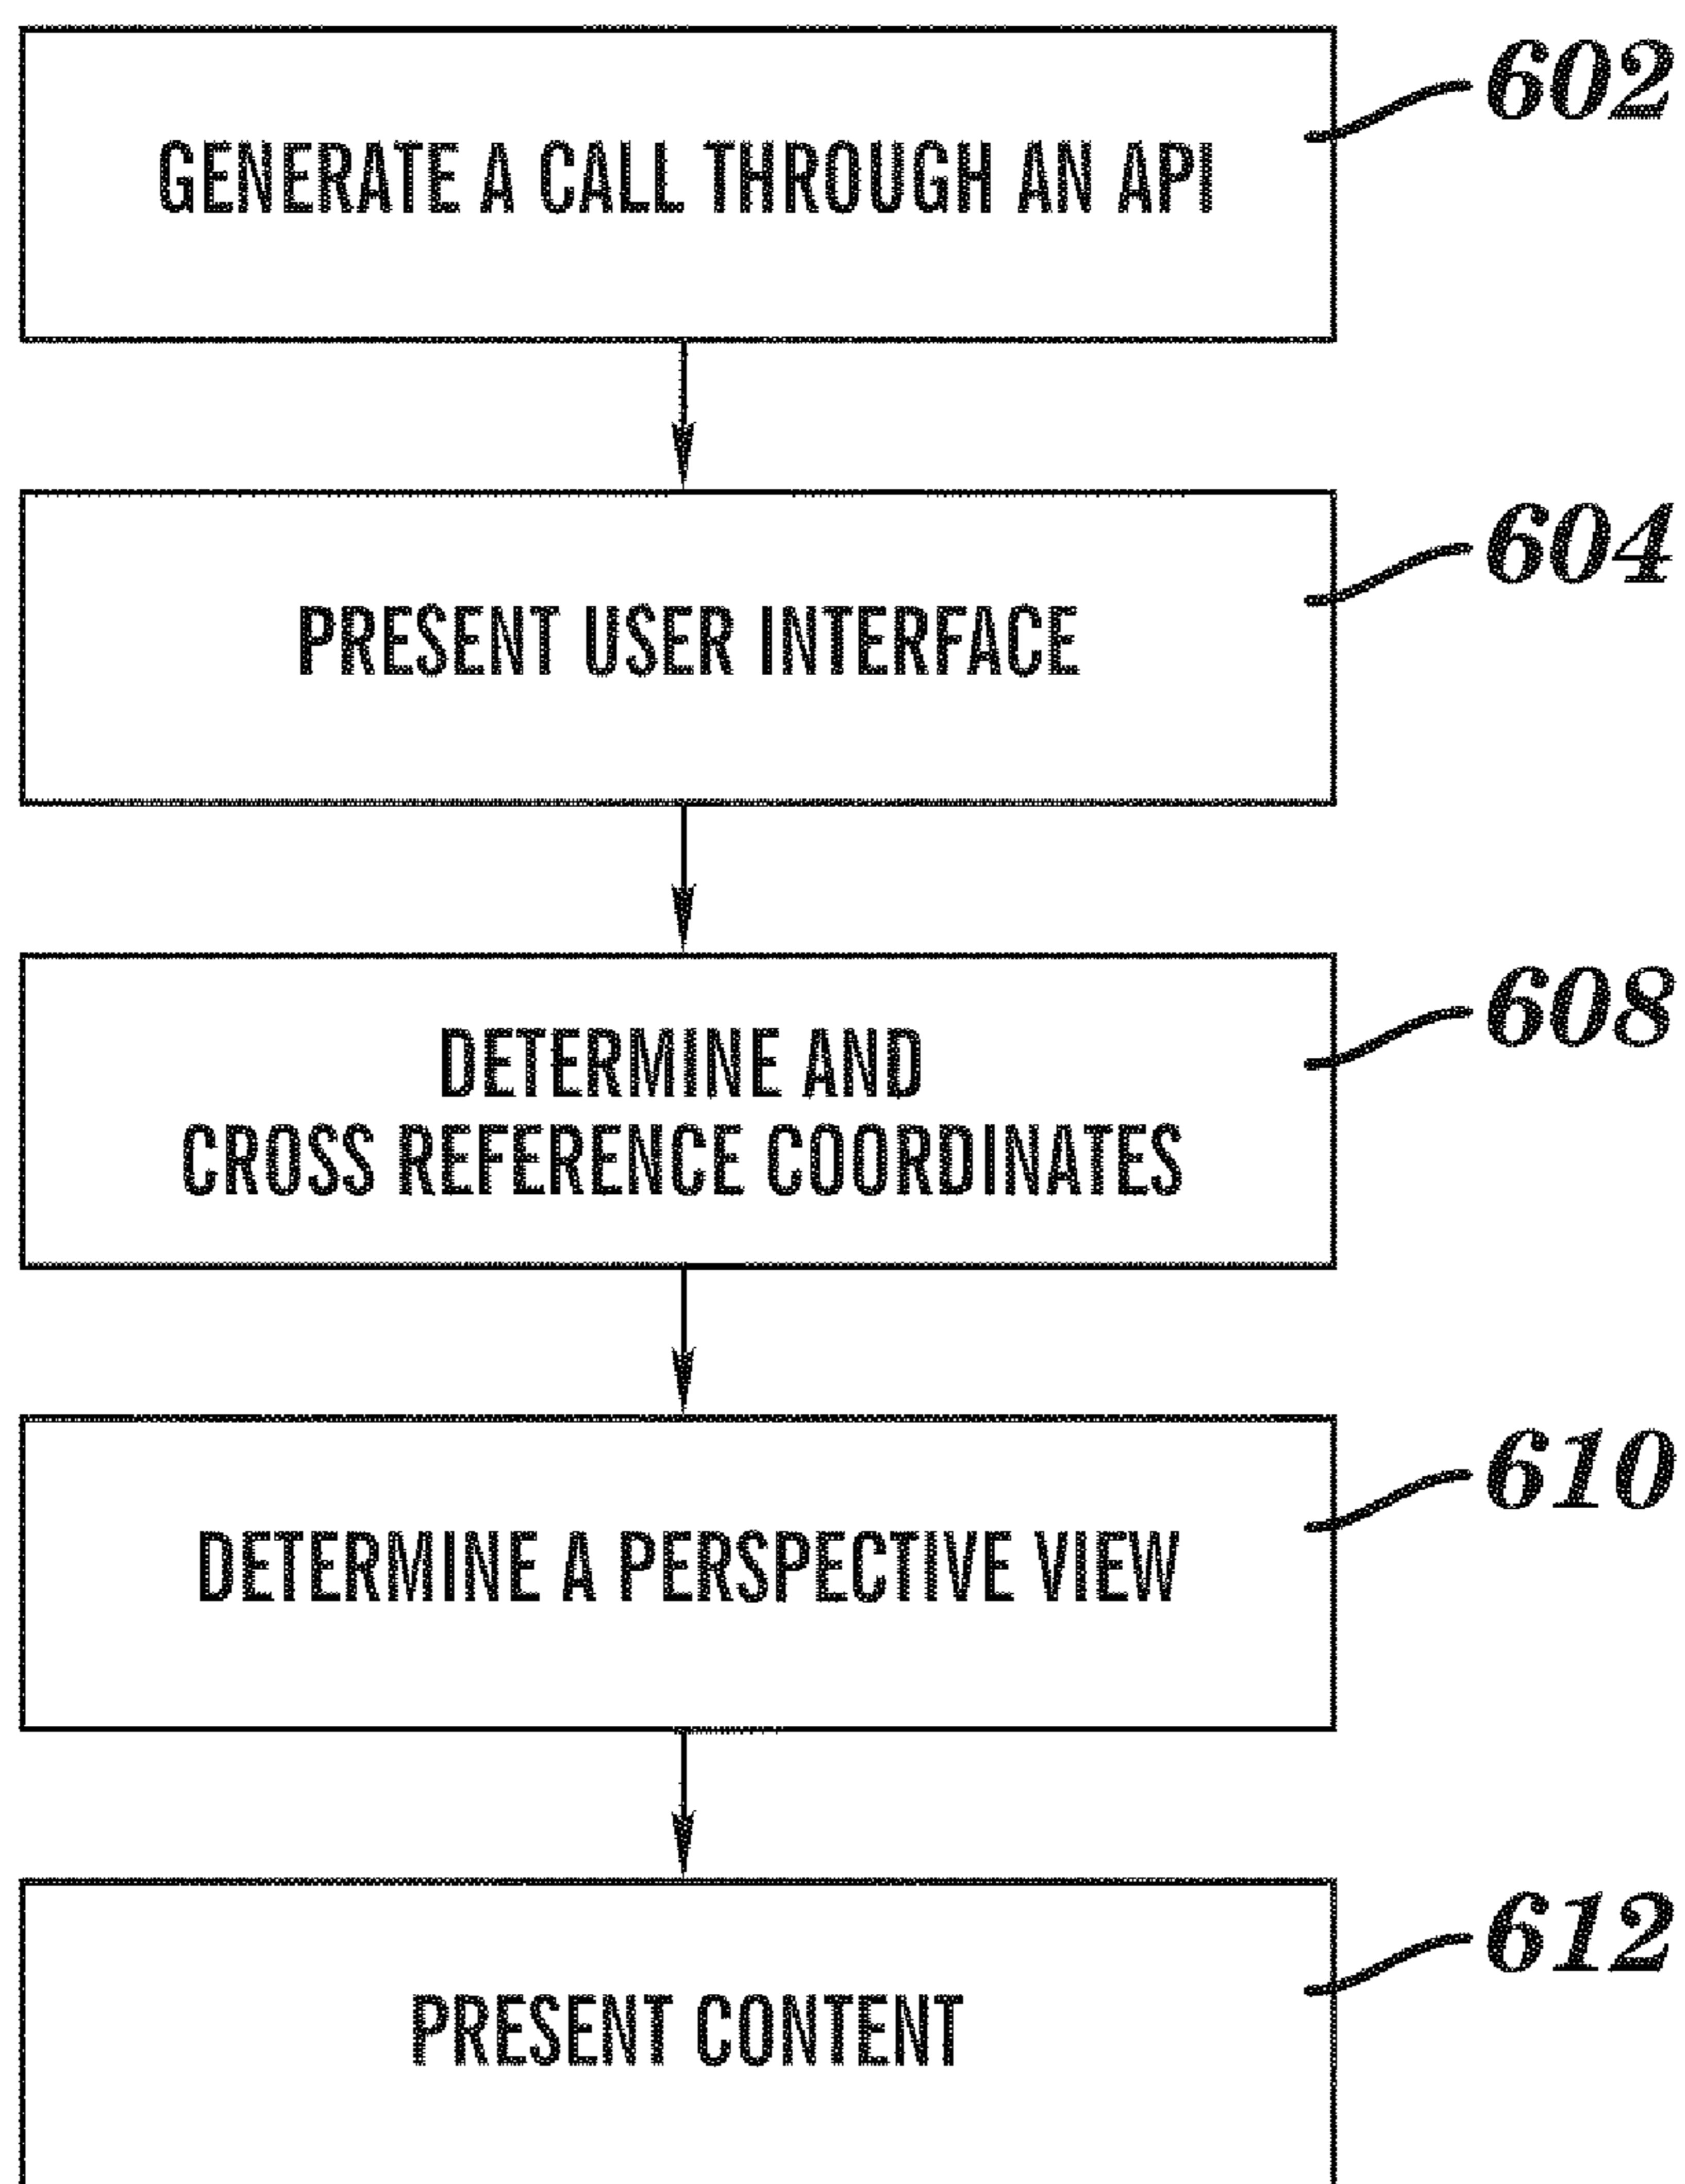 GENERATE A CALL THROUGH AN API
602
PRESENT USER INTERFACE
604
DETERMINE AND
CROSS REFERENCE COORDINATES
608
DETERMINE A PERSPECTIVE VIEW
610
PRESENT CONTENT
612